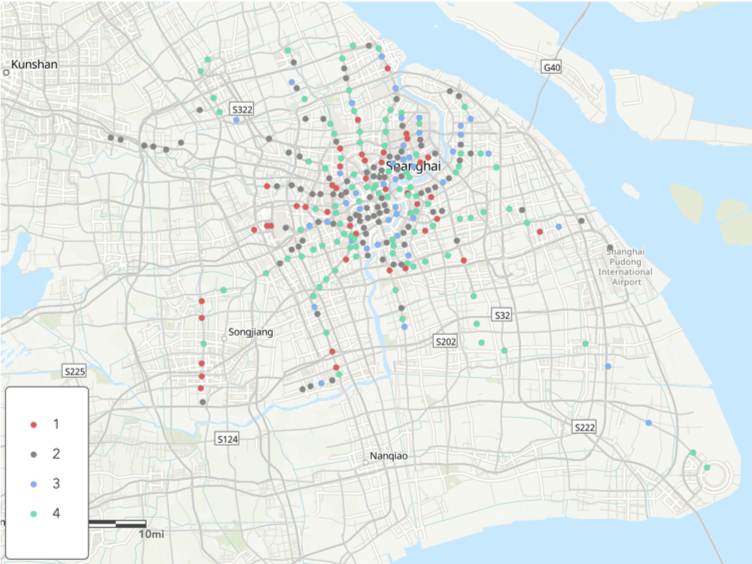 Kunshan
G40
S322
Shanghai
Shanghai
Pudong
International
Airport
S32
Songjiang
S202
S225
1
2
3
4
S222
S124
Nanqiao
10mi